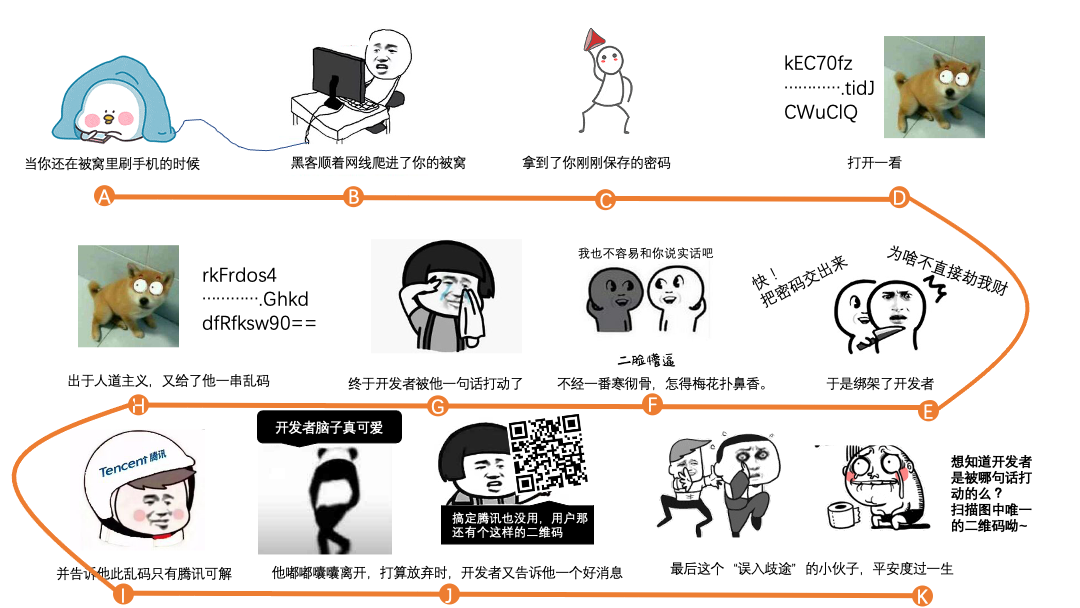 kEC70fz
·············.tidJ
CWuClQ
当你还在被窝里刷手机的时候
黑客顺着网线爬进了你的被窝
拿到了你刚刚保存的密码
打开一看
A
B
C
D
rkFrdos4
·············.Ghkd
dfRfksw90==
我也不容易和你说实话吧
二脸懵逼
快！
把密码交出来
为啥不直接劫我财
出于人道主义，又给了他一串乱码
终于开发者被他一句话打动了
不经一番寒彻骨，怎得梅花扑鼻香。
于是绑架了开发者
H
G
F
E
Tencent 腾讯
开发者脑子真可爱
搞定腾讯也没用，用户那
还有个这样的二维码
想知道开发者
是被哪句话打
动的么？
扫描图中唯一
的二维码呦~
并告诉他此乱码只有腾讯可解
他嘟嘟囔囔离开，打算放弃时，开发者又告诉他一个好消息
最后这个“误入歧途”的小伙子，平安度过一生
I
J
K